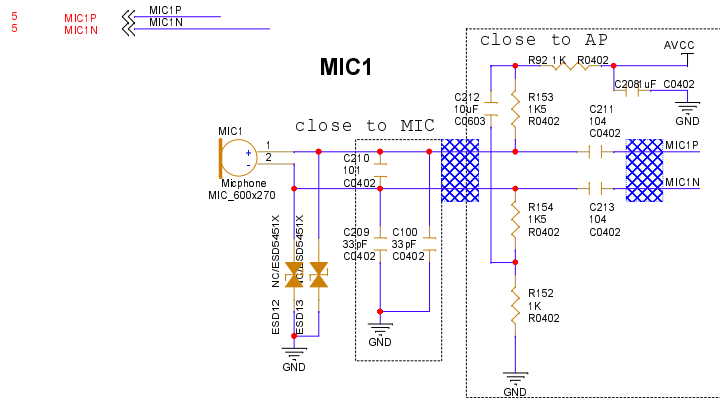 5 MIC1P
5 MIC1N
MIC1P
MIC1N
close to AP
AVCC
MIC1
R92 1K R0402
C208 1uF C0402
GND
C212
10uF
C0603
R153
1K5
R0402
C211
104
C0402
MIC1
close to MIC
1
2
+
-
Micphone
MIC_600x270
C210
101
C0402
MIC1P
MIC1N
C213
104
C0402
R154
1K5
R0402
NC/ESD5451X
NC/ESD5451X
C209
33pF
C0402
C100
33pF
C0402
ESD12
ESD13
R152
1K
R0402
GND
GND
GND